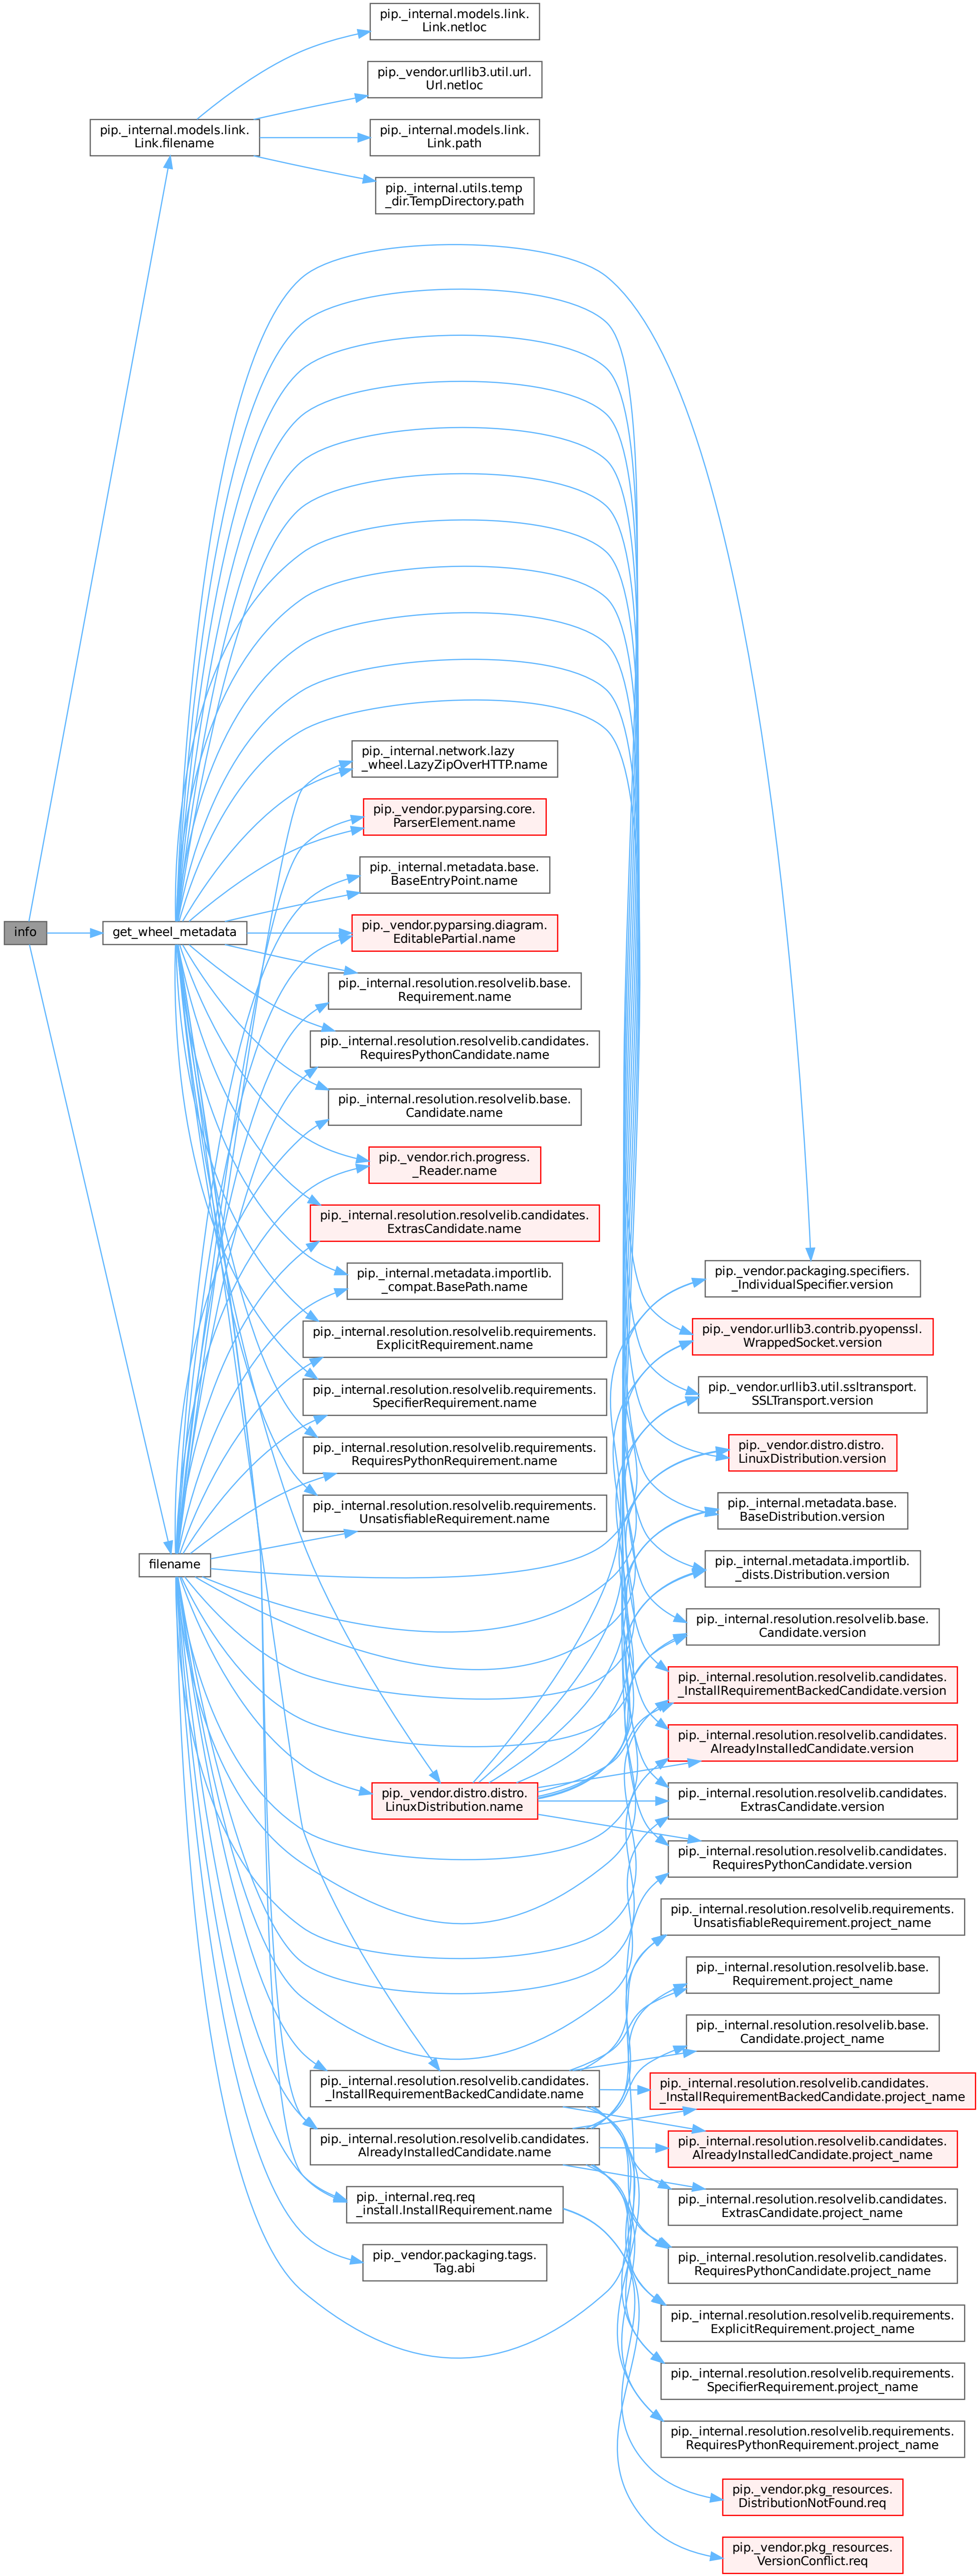 pip._internal.models.link.
Link.netloc
pip._vendor.urllib3.util.url.
Url.netloc
pip._internal.models.link.
Link.filename
pip._internal.models.link.
Link.path
pip._internal.utils.temp
_dir.TempDirectory.path
pip._internal.network.lazy
_wheel.LazyZipOverHTTP.name
pip._vendor.pyparsing.core.
ParserElement.name
pip._internal.metadata.base.
BaseEntryPoint.name
info
get_wheel_metadata
pip._vendor.pyparsing.diagram.
EditablePartial.name
pip._internal.resolution.resolvelib.base.
Requirement.name
pip._internal.resolution.resolvelib.candidates.
RequiresPythonCandidate.name
pip._internal.resolution.resolvelib.base.
Candidate.name
pip._vendor.rich.progress.
_Reader.name
pip._internal.resolution.resolvelib.candidates.
ExtrasCandidate.name
pip._internal.metadata.importlib.
_compat.BasePath.name
pip._vendor.packaging.specifiers.
_IndividualSpecifier.version
pip._internal.resolution.resolvelib.requirements.
ExplicitRequirement.name
pip._vendor.urllib3.contrib.pyopenssl.
WrappedSocket.version
pip._internal.resolution.resolvelib.requirements.
SpecifierRequirement.name
pip._vendor.urllib3.util.ssltransport.
SSLTransport.version
pip._internal.resolution.resolvelib.requirements.
RequiresPythonRequirement.name
pip._vendor.distro.distro.
LinuxDistribution.version
pip._internal.resolution.resolvelib.requirements.
UnsatisfiableRequirement.name
pip._internal.metadata.base.
BaseDistribution.version
filename
pip._internal.metadata.importlib.
_dists.Distribution.version
pip._internal.resolution.resolvelib.base.
Candidate.version
pip._internal.resolution.resolvelib.candidates.
_InstallRequirementBackedCandidate.version
pip._internal.resolution.resolvelib.candidates.
AlreadyInstalledCandidate.version
pip._vendor.distro.distro.
LinuxDistribution.name
pip._internal.resolution.resolvelib.candidates.
ExtrasCandidate.version
pip._internal.resolution.resolvelib.candidates.
RequiresPythonCandidate.version
pip._internal.resolution.resolvelib.requirements.
UnsatisfiableRequirement.project_name
pip._internal.resolution.resolvelib.base.
Requirement.project_name
pip._internal.resolution.resolvelib.base.
Candidate.project_name
pip._internal.resolution.resolvelib.candidates.
_InstallRequirementBackedCandidate.name
pip._internal.resolution.resolvelib.candidates.
_InstallRequirementBackedCandidate.project_name
pip._internal.resolution.resolvelib.candidates.
AlreadyInstalledCandidate.name
pip._internal.resolution.resolvelib.candidates.
AlreadyInstalledCandidate.project_name
pip._internal.req.req
_install.InstallRequirement.name
pip._internal.resolution.resolvelib.candidates.
ExtrasCandidate.project_name
pip._vendor.packaging.tags.
Tag.abi
pip._internal.resolution.resolvelib.candidates.
RequiresPythonCandidate.project_name
pip._internal.resolution.resolvelib.requirements.
ExplicitRequirement.project_name
pip._internal.resolution.resolvelib.requirements.
SpecifierRequirement.project_name
pip._internal.resolution.resolvelib.requirements.
RequiresPythonRequirement.project_name
pip._vendor.pkg_resources.
DistributionNotFound.req
pip._vendor.pkg_resources.
VersionConflict.req